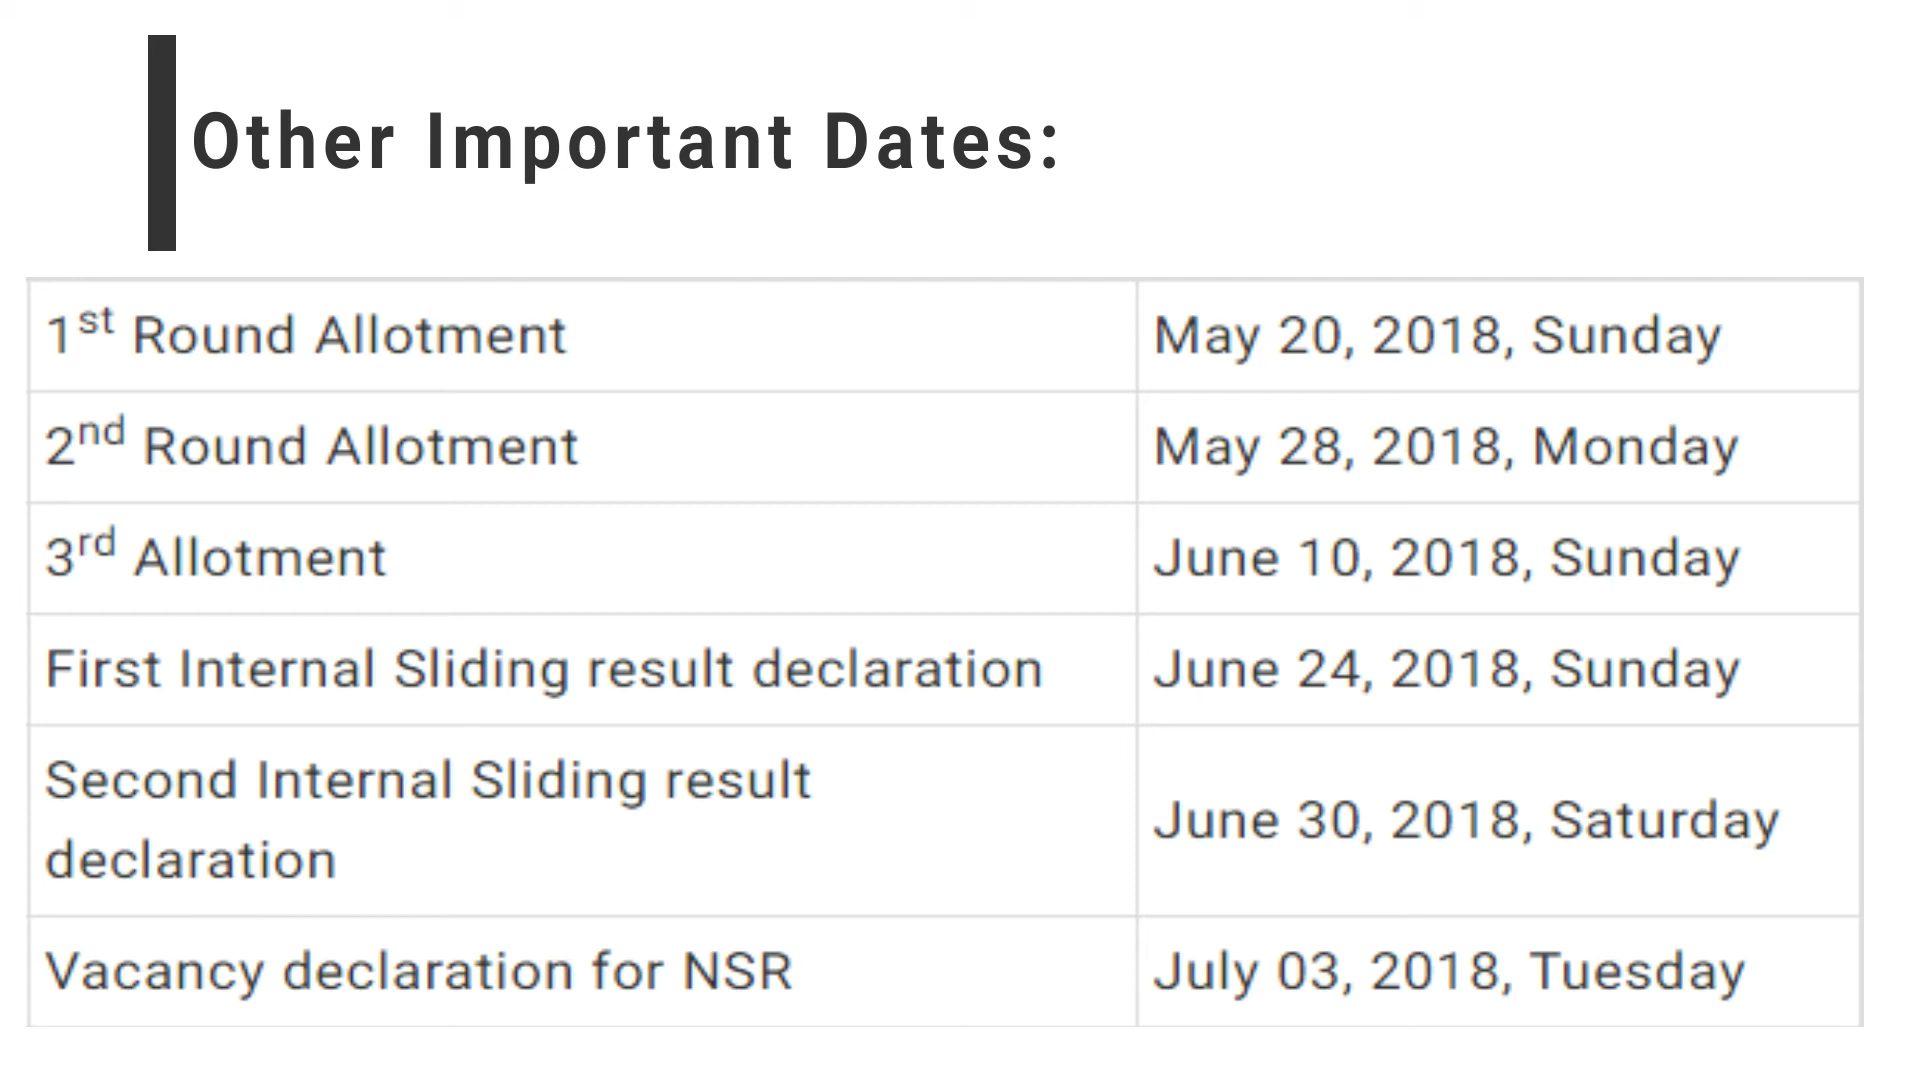 Other Important Dates:
1st Round Allotment
May 20, 2018, Sunday
2nd Round Allotment
May 28, 2018, Monday
3rd Allotment
June 10, 2018, Sunday
First Internal Sliding result declaration
June 24, 2018, Sunday
Second Internal Sliding result
declaration
June 30, 2018, Saturday
Vacancy declaration for NSR
July 03, 2018, Tuesday